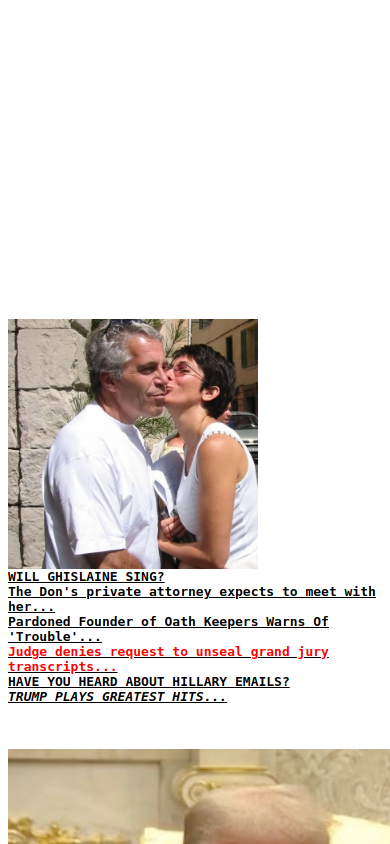 WILL GHISLAINE SING?
The Don's private attorney expects to meet with
her...
Pardoned Founder of Oath Keepers Warns Of
'Trouble'...
Judge denies request to unseal grand jury
transcripts...
HAVE YOU HEARD ABOUT HILLARY EMAILS?
TRUMP PLAYS GREATEST HITS...